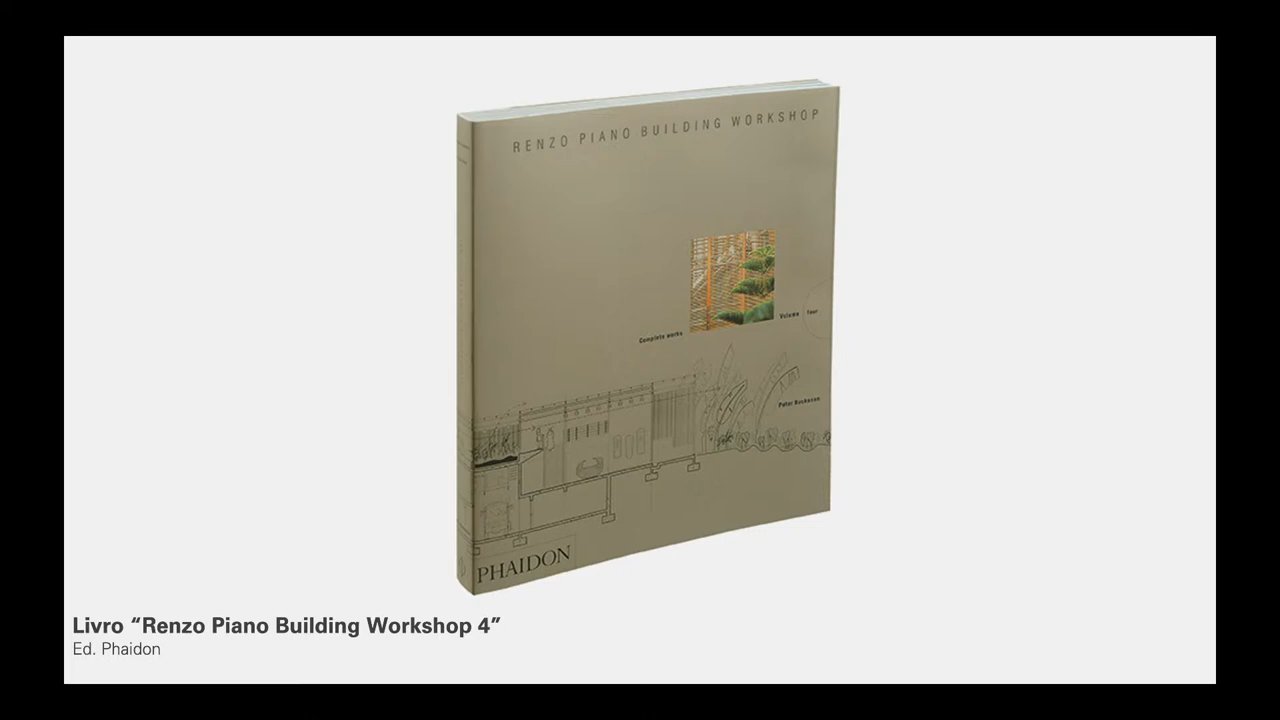 RENZO PIANO BUILDING WORKSHOP
Complete works
Volume
Four
Peter Buchanan
PHAIDON
Livro “Renzo Piano Building Workshop 4”
Ed. Phaidon